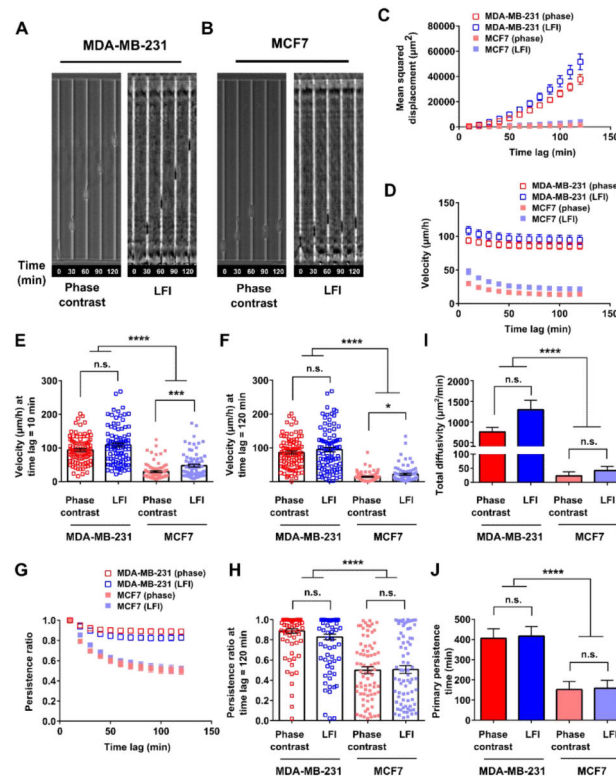 A
B
C
MDA-MB-231
MCF7
Time (min)
0 30 60 90 120
0 30 60 90 120
0 30 60 90 120
0 30 60 90 120
Phase contrast
LFI
Phase contrast
LFI
Mean squared displacement (µm²)
80000
60000
40000
20000
0
MDA-MB-231 (phase)
MDA-MB-231 (LFI)
MCF7 (phase)
MCF7 (LFI)
0 50 100 150
Time lag (min)
D
Velocity (µm/h)
150
100
50
0
MDA-MB-231 (phase)
MDA-MB-231 (LFI)
MCF7 (phase)
MCF7 (LFI)
0 50 100 150
Time lag (min)
E
Velocity (µm/h) at time lag = 10 min
300
200
100
0
****
n.s.
***
Phase contrast
LFI
Phase contrast
LFI
MDA-MB-231
MCF7
F
Velocity (µm/h) at time lag = 120 min
300
200
100
0
****
n.s.
*
Phase contrast
LFI
Phase contrast
LFI
MDA-MB-231
MCF7
I
Total diffusivity (µm²/min)
2000
1500
1000
500
100
50
0
****
n.s.
n.s.
Phase contrast
LFI
Phase contrast
LFI
MDA-MB-231
MCF7
G
MDA-MB-231 (phase)
MDA-MB-231 (LFI)
MCF7 (phase)
MCF7 (LFI)
Persistence ratio
1.0
0.8
0.6
0.4
0.2
0.0
0 50 100 150
Time lag (min)
H
Persistence ratio at time lag = 120 min
1.0
0.8
0.6
0.4
0.2
0.0
****
n.s.
n.s.
Phase contrast
LFI
Phase contrast
LFI
MDA-MB-231
MCF7
J
Primary persistence time (min)
600
400
200
0
****
n.s.
n.s.
Phase contrast
LFI
Phase contrast
LFI
MDA-MB-231
MCF7